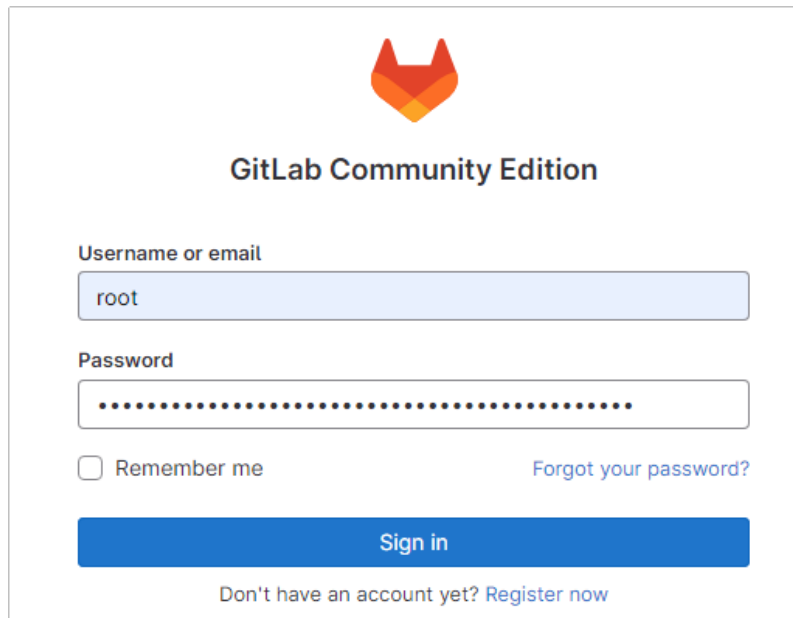 GitLab Community Edition
Username or email
root
Password
••••••••••••••••••••••••••••••••••••••••••••
Remember me Forgot your password?
Sign in
Don't have an account yet? Register now